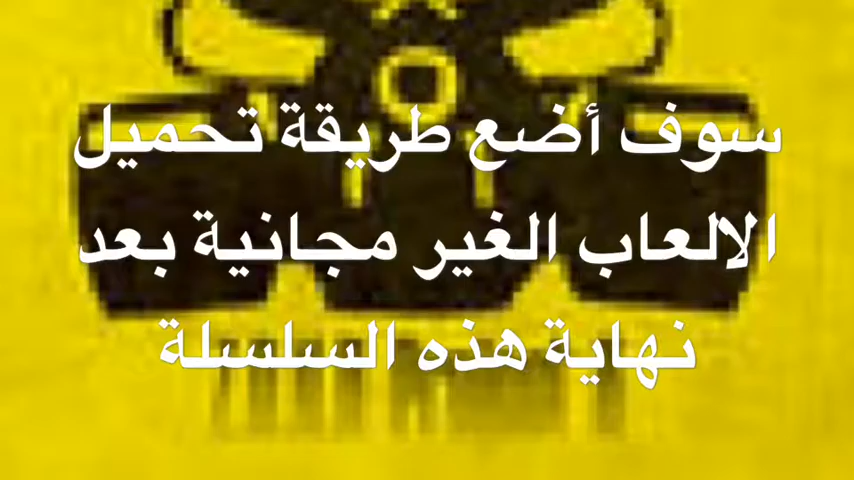 سوف أضع طريقة تحميل
الالعاب الغير مجانية بعد
نهاية هذه السلسلة